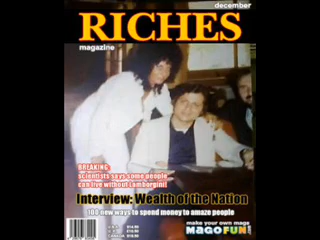 december
RICHES
magazine
BREAKING
scientists says some people
can live without Lamborgini!
Interview: Wealth of the Nation
100 new ways to spend money to amaze people
make your own mags
MAGOFUN